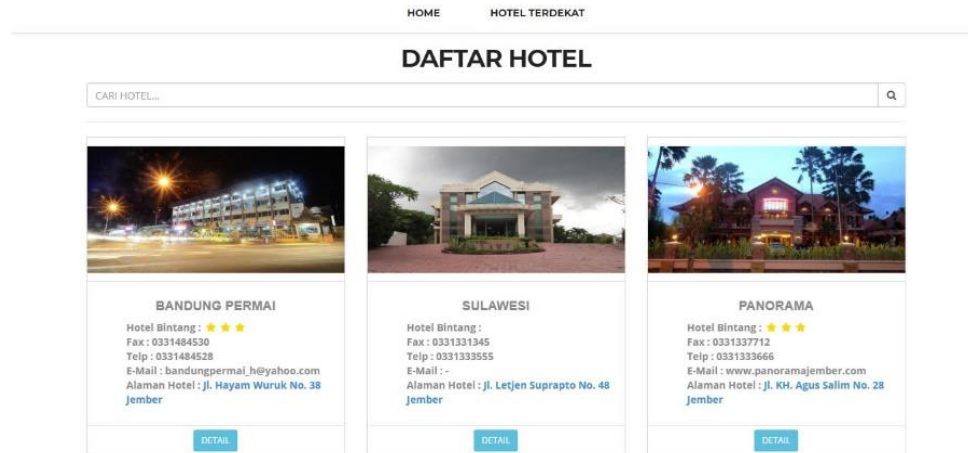 HOME HOTEL TERDEKAT
DAFTAR HOTEL
CARI HOTEL...
BANDUNG PERMAI
Hotel Bintang :
Fax : 0331484530
Telp : 0331484528
E-Mail : bandungpermai_h@yahoo.com
Alaman Hotel : Jl. Hayam Wuruk No. 38
Jember
DETAIL
SULAWESI
Hotel Bintang :
Fax : 0331331345
Telp : 0331333555
E-Mail : -
Alaman Hotel : Jl. Letjen Suprapto No. 48
Jember
DETAIL
PANORAMA
Hotel Bintang :
Fax : 0331337712
Telp : 0331333666
E-Mail : www.panoramajember.com
Alaman Hotel : Jl. KH. Agus Salim No. 28
Jember
DETAIL